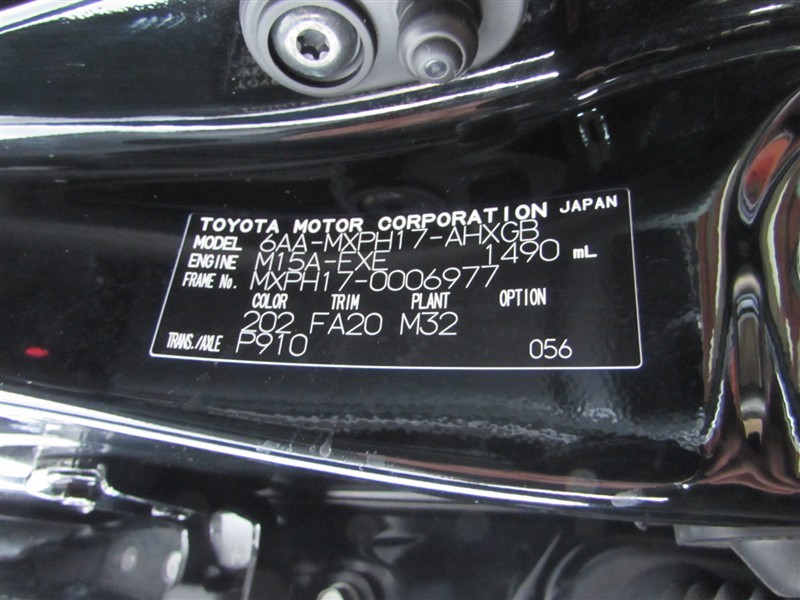 TOYOTA MOTOR CORPORATION JAPAN
MODEL 6AA-MXPH17-AHXGB
ENGINE M15A-FXE 1490 mL
FRAME No. MXPH17-0006977
COLOR TRIM PLANT OPTION
202 FA20 M32
TRANS./AXLE P910 056